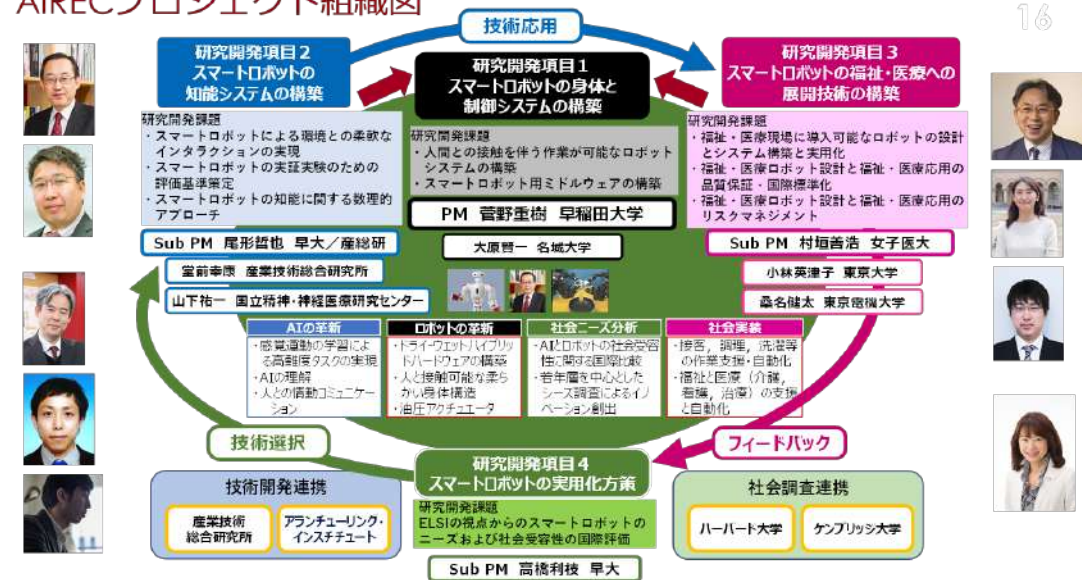 AIRECプロジェクト組織図
16
技術応用
研究開発項目2
スマートロボットの
知能システムの構築
研究開発課題
・スマートロボットによる環境との柔軟な
インタラクションの実現
・スマートロボットの実証実験のための
評価基準策定
・スマートロボットの知能に関する数理的
アプローチ
Sub PM 尾形哲也 早大／産総研
堂前幸康 産業技術総合研究所
山下祐一 国立精神・神経医療研究センター
研究開発項目1
スマートロボットの身体と
制御システムの構築
研究開発課題
・人間との接触を伴う作業が可能なロボット
システムの構築
・スマートロボット用ミドルウェアの構築
PM 菅野重樹 早稲田大学
大原賢一 名城大学
研究開発項目3
スマートロボットの福祉・医療への
展開技術の構築
研究開発課題
・福祉・医療現場に導入可能なロボットの設計
とシステム構築と実用化
・福祉・医療ロボット設計と福祉・医療応用の
品質保証・国際標準化
・福祉・医療ロボット設計と福祉・医療応用の
リスクマネジメント
Sub PM 村垣善浩 女子医大
小林英津子 東京大学
桑名健太 東京電機大学
AIの革新
・感覚運動の学習によ
る高難度タスクの実現
・AIの理解
・人との情動コミュニケー
ション
ロボットの革新
・ドライ-ウェットハイブリッ
ドハードウェアの構築
・人と接触可能な柔ら
かい身体構造
・油圧アクチュエータ
社会ニーズ分析
・AIとロボットの社会受容
性に関する国際比較
・若年層を中心とした
シーズ調査によるイノ
ベーション創出
社会実装
・接客，調理，洗濯等
の作業支援・自動化
・福祉と医療（介護，
看護，治療）の支援
と自動化
技術選択
フィードバック
研究開発項目4
スマートロボットの実用化方策
研究開発課題
ELSIの視点からのスマートロボットの
ニーズおよび社会受容性の国際評価
Sub PM 高橋利枝 早大
技術開発連携
産業技術
総合研究所
アランチューリング・
インスチチュート
社会調査連携
ハーバード大学
ケンブリッジ大学